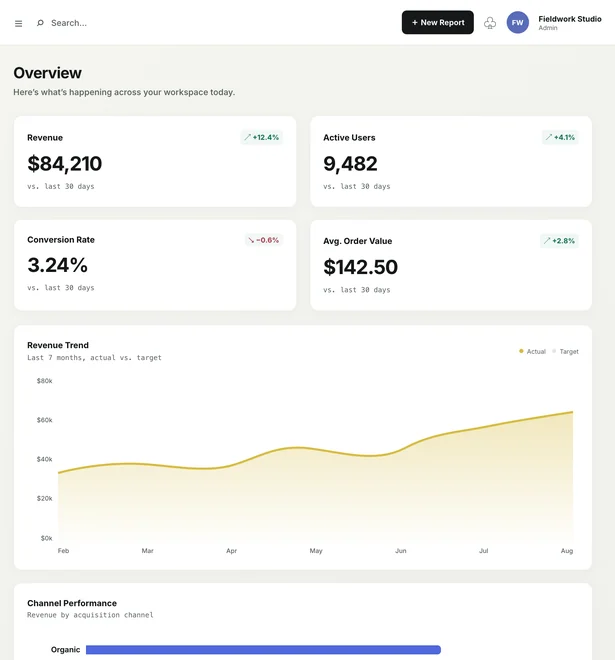 Search...
+ New Report
FW
Fieldwork Studio
Admin
Overview
Here's what's happening across your workspace today.
Revenue
↗ +12.4%
$84,210
vs. last 30 days
Active Users
↗ +4.1%
9,482
vs. last 30 days
Conversion Rate
↘ −0.6%
3.24%
vs. last 30 days
Avg. Order Value
↗ +2.8%
$142.50
vs. last 30 days
Revenue Trend
Last 7 months, actual vs. target
Actual
Target
$80k
$60k
$40k
$20k
$0k
Feb Mar Apr May Jun Jul Aug
Channel Performance
Revenue by acquisition channel
Organic